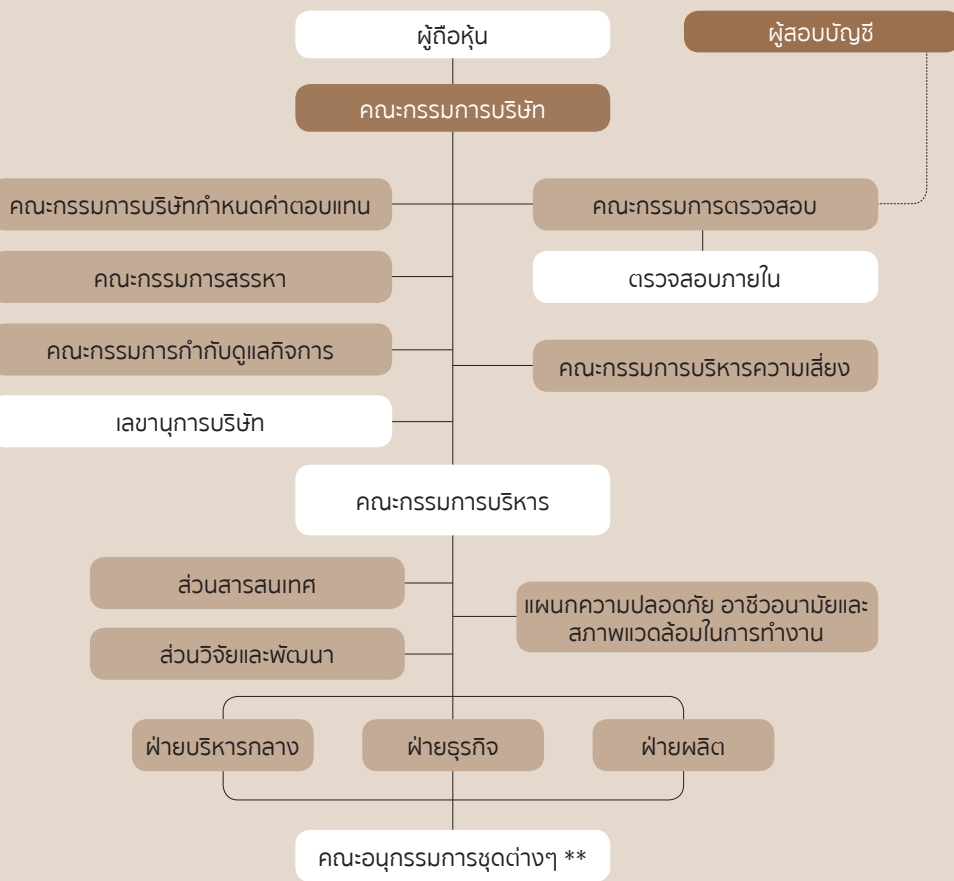 ผู้ถือหุ้น
ผู้สอบบัญชี
คณะกรรมการบริษัท
คณะกรรมการบริษัทกำหนดค่าตอบแทน
คณะกรรมการตรวจสอบ
คณะกรรมการสรรหา
ตรวจสอบภายใน
คณะกรรมการกำกับดูแลกิจการ
คณะกรรมการบริหารความเสี่ยง
เลขานุการบริษัท
คณะกรรมการบริหาร
ส่วนสารสนเทศ
แผนกความปลอดภัย อาชีวอนามัยและ
สภาพแวดล้อมในการทำงาน
ส่วนวิจัยและพัฒนา
ฝ่ายบริหารกลาง
ฝ่ายธุรกิจ
ฝ่ายผลิต
คณะอนุกรรมการชุดต่างๆ **